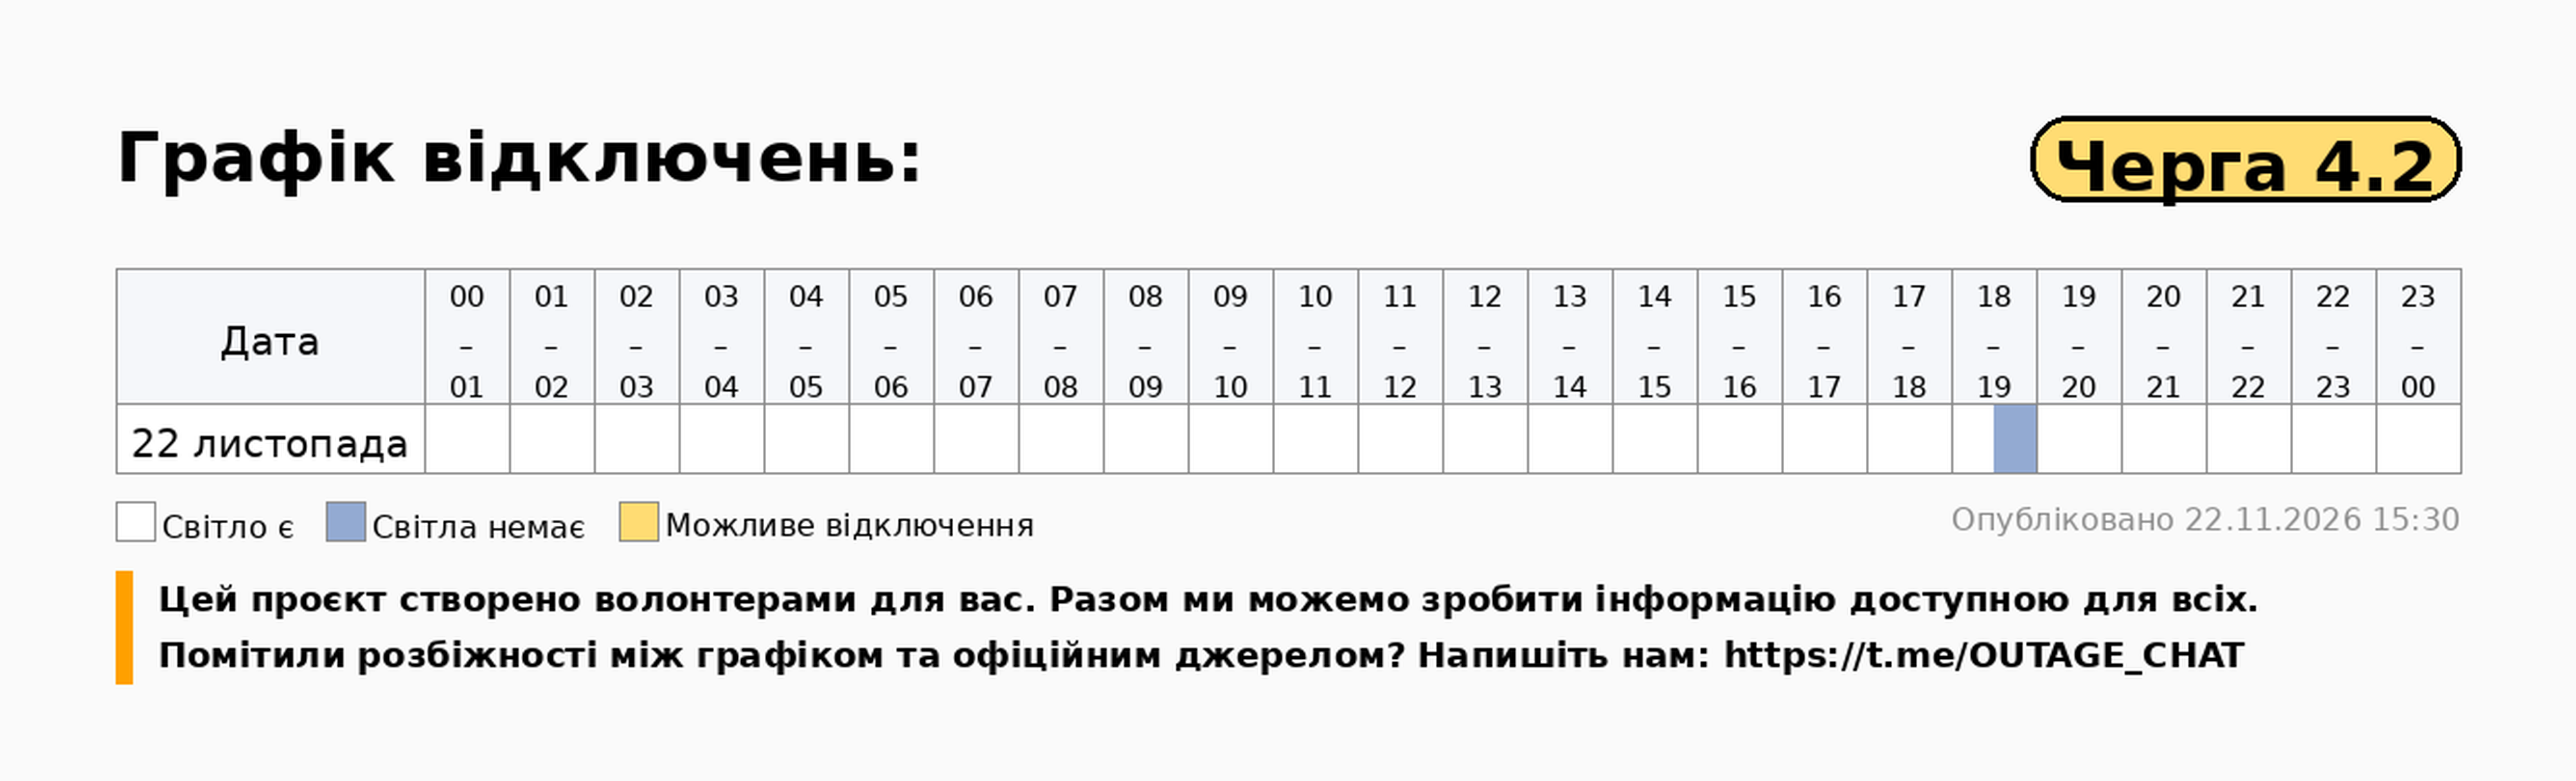 Графік відключень:
Черга 4.2
Дата 00 – 01 01 – 02 02 – 03 03 – 04 04 – 05 05 – 06 06 – 07 07 – 08 08 – 09 09 – 10 10 – 11 11 – 12 12 – 13 13 – 14 14 – 15 15 – 16 16 – 17 17 – 18 18 – 19 19 – 20 20 – 21 21 – 22 22 – 23 23 – 00
22 листопада
Світло є Світла немає Можливе відключення
Опубліковано 22.11.2026 15:30
Цей проєкт створено волонтерами для вас. Разом ми можемо зробити інформацію доступною для всіх.
Помітили розбіжності між графіком та офіційним джерелом? Напишіть нам: https://t.me/OUTAGE_CHAT